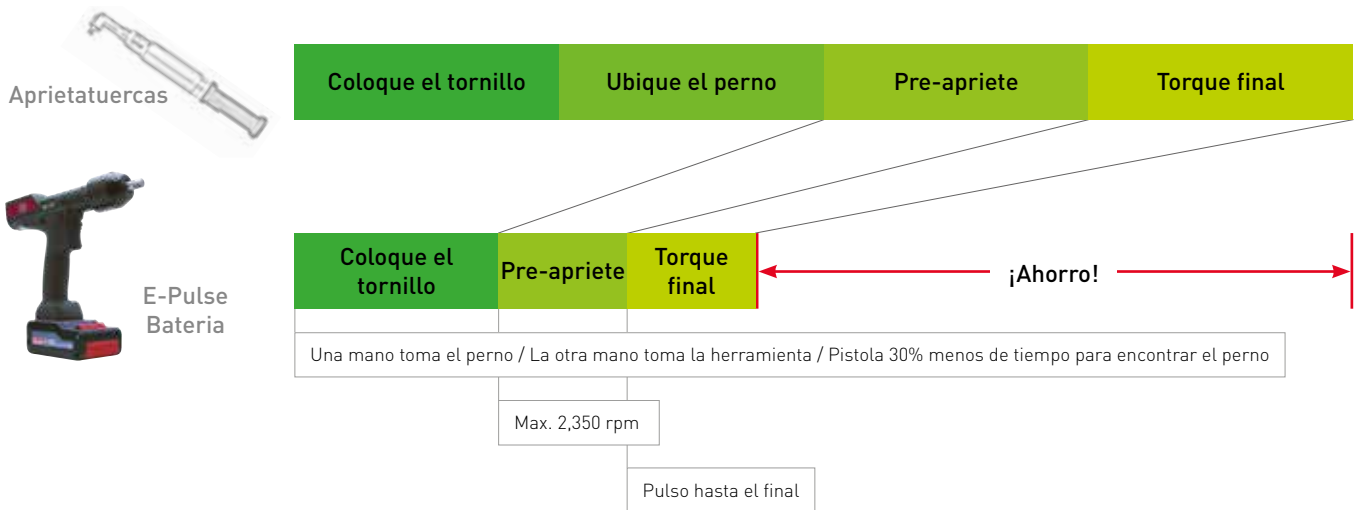 Aprietatuercas
Coloque el tornillo
Ubique el perno
Pre-apriete
Torque final
E-Pulse
Bateria
Coloque el
tornillo
Pre-apriete
Torque
final
¡Ahorro!
Una mano toma el perno / La otra mano toma la herramienta / Pistola 30% menos de tiempo para encontrar el perno
Max. 2,350 rpm
Pulso hasta el final